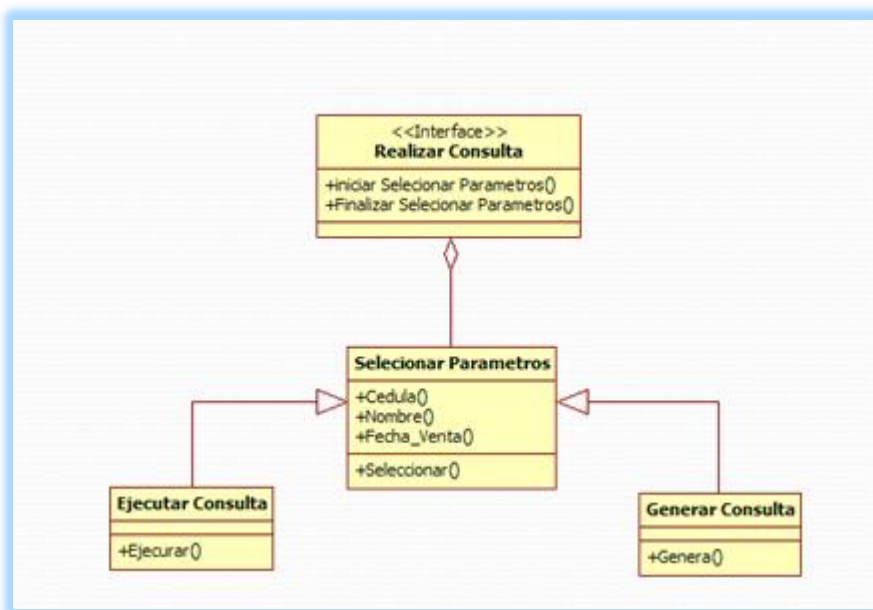 <<Interface>>
Realizar Consulta
+iniciar Selecionar Parametros()
+Finalizar Selecionar Parametros()
Selecionar Parametros
+Cedula()
+Nombre()
+Fecha_Venta()
+Seleccionar()
Ejecutar Consulta
+Ejecurar()
Generar Consulta
+Genera()